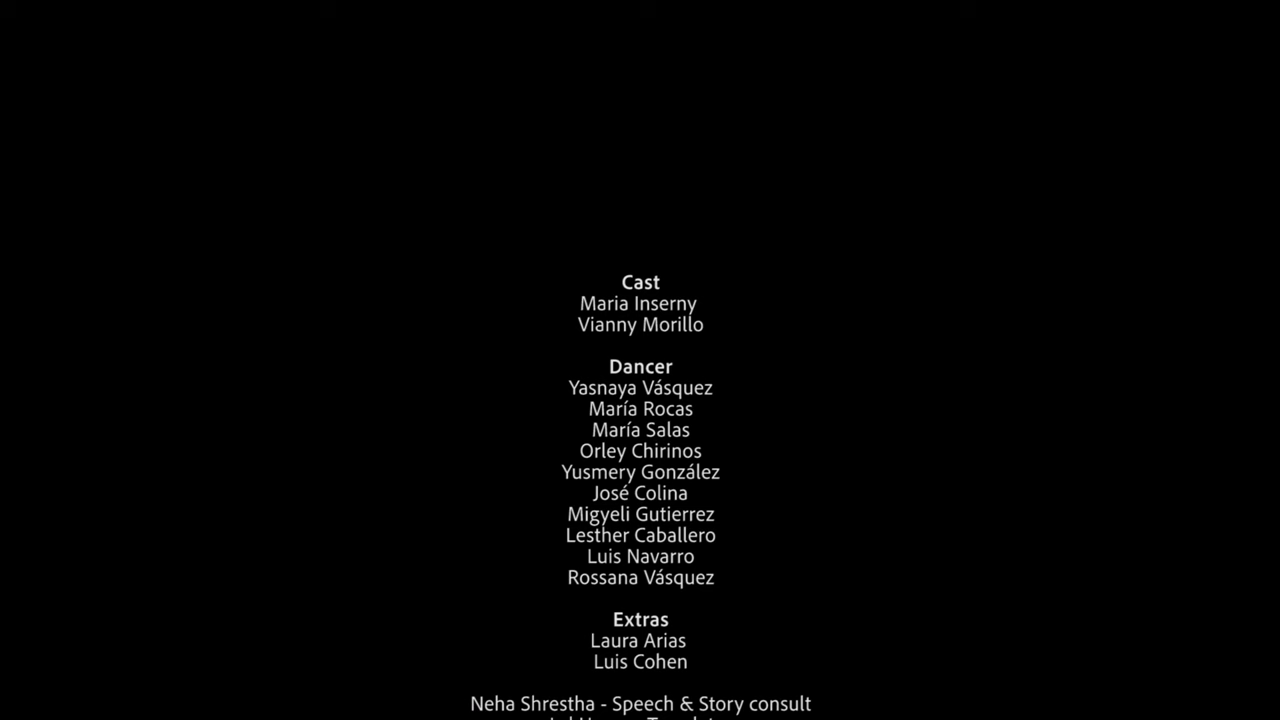 Cast
Maria Inserny
Vianny Morillo
Dancer
Yasnaya Vásquez
María Rocas
María Salas
Orley Chirinos
Yusmery González
José Colina
Migyeli Gutierrez
Lesther Caballero
Luis Navarro
Rossana Vásquez
Extras
Laura Arias
Luis Cohen
Neha Shrestha - Speech & Story consult